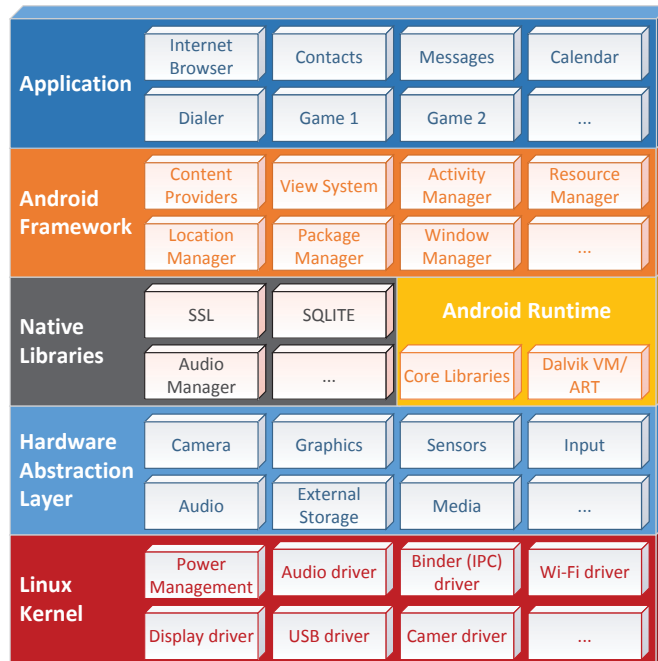 Application
Internet
Browser
Contacts
Messages
Calendar
Dialer
Game 1
Game 2
...
Android
Framework
Content
Providers
View System
Activity
Manager
Resource
Manager
Location
Manager
Package
Manager
Window
Manager
...
Native
Libraries
SSL
SQLITE
Audio
Manager
...
Android Runtime
Core Libraries
Dalvik VM/
ART
Hardware
Abstraction
Layer
Camera
Graphics
Sensors
Input
Audio
External
Storage
Media
...
Linux
Kernel
Power
Management
Audio driver
Binder (IPC)
driver
Wi-Fi driver
Display driver
USB driver
Camer driver
...